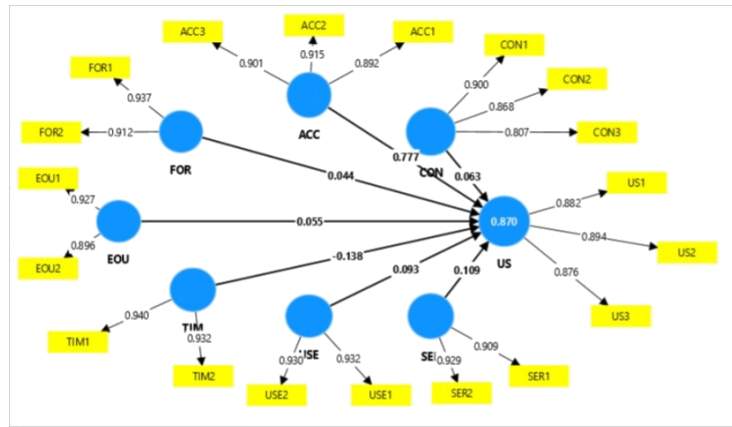 ACC3
ACC2
ACC1
0.901
0.915
0.892
CON1
FOR1
0.937
0.900
CON2
FOR2
0.912
ACC
0.868
0.807
CON3
FOR
0.777
CON
0.063
EOU1
0.044
US1
0.927
0.882
0.055
0.870
0.894
US2
0.896
EOU
-0.138
US
EOU2
0.093
0.109
0.876
0.940
TIM
0.932
USE
0.930
0.932
0.929
0.909
US3
TIM1
TIM2
USE2
USE1
SER2
SER1